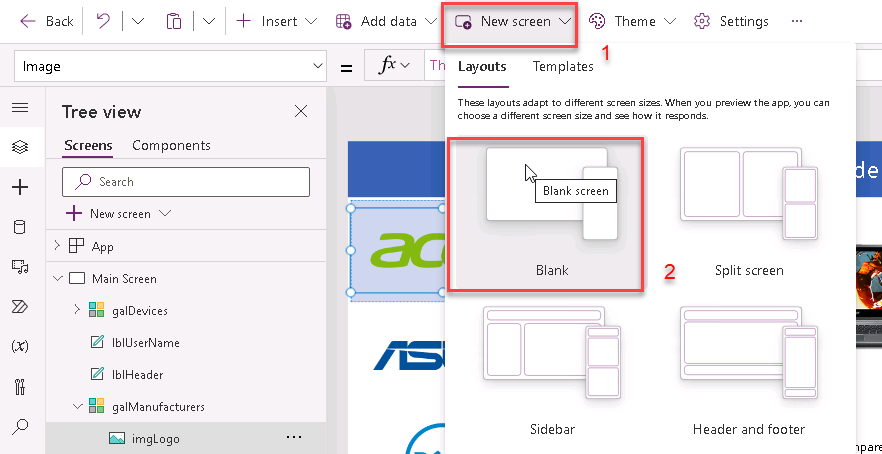 Back
Insert
Add data
New screen
Theme
Settings
...
1
Image
=
fx
Th
Layouts
Templates
These layouts adapt to different screen sizes. When you preview the app, you can
choose a different screen size and see how it responds.
Tree view
Screens
Components
Search
New screen
App
Main Screen
galDevices
lblUserName
lblHeader
galManufacturers
imgLogo
...
(x)
de
ace
ASU
Blank screen
Blank
2
Split screen
Sidebar
Header and footer
mpare